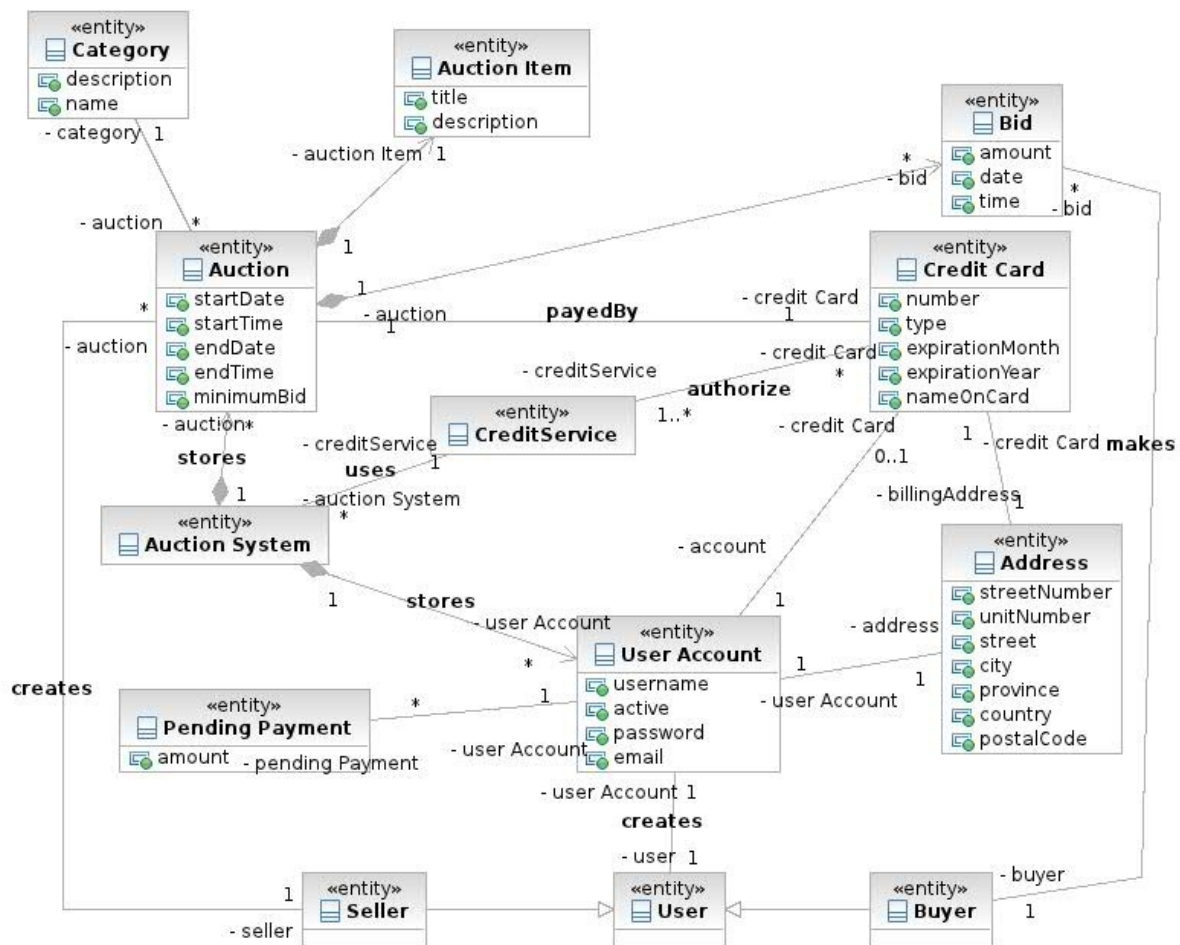 «entity»
Category
description
name
- category 1
«entity»
Auction Item
title
description
- auction Item 1
«entity»
Bid
amount
date
time
*
- bid
*
- bid
- auction *
«entity»
Auction
startDate
startTime
endDate
endTime
minimumBid
1
1
- auction
1
*
- auction
payedBy
- credit Card
1
«entity»
Credit Card
number
type
expirationMonth
expirationYear
nameOnCard
- credit Card
*
- creditService
authorize
1..*
«entity»
CreditService
- creditService
1
uses
- auction System
*
- auction*
stores
1
«entity»
Auction System
- credit Card
0..1
1
- credit Card
makes
- billingAddress
1
«entity»
Address
streetNumber
unitNumber
street
city
province
country
postalCode
- account
1
1
stores
- user Account
*
«entity»
User Account
username
active
password
email
- address
1
1
- user Account
creates
«entity»
Pending Payment
amount
*
- pending Payment
1
- user Account
- user Account 1
creates
- user 1
1
- seller
«entity»
Seller
«entity»
User
«entity»
Buyer
- buyer
1